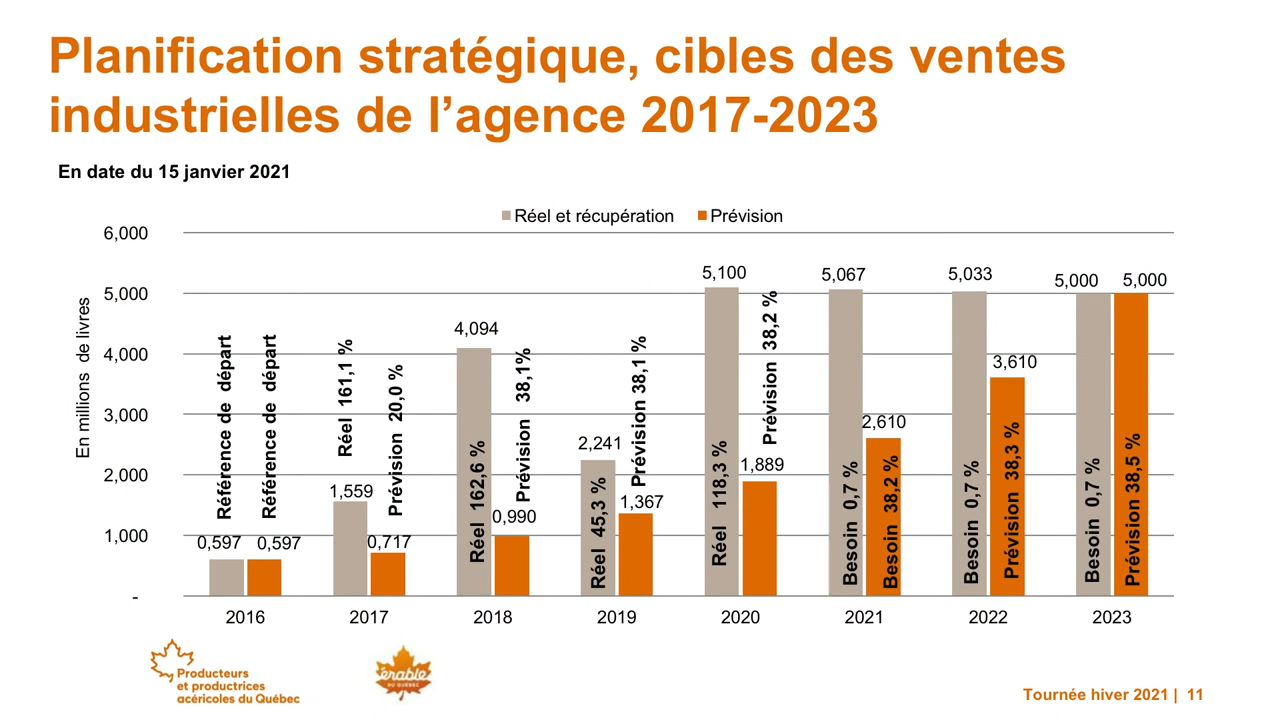 Planification stratégique, cibles des ventes
industrielles de l’agence 2017-2023
En date du 15 janvier 2021
Réel et récupération
Prévision
En millions de livres
6,000
5,000
4,000
3,000
2,000
1,000
-
0,597
0,597
1,559
0,717
4,094
0,990
2,241
1,367
5,100
1,889
5,067
2,610
5,033
3,610
5,000
5,000
Réference de départ
Référence de départ
Réel 161,1 %
Prévision 20,0 %
Réel 162,6 %
Prévision 38,1%
Réel 45,3 %
Prévision 38,1 %
Réel 118,3 %
Prévision 38,2 %
Besoin 0,7 %
Besoin 38,2 %
Besoin 0,7 %
Prévision 38,3 %
Besoin 0,7 %
Prévision 38,5 %
2016
2017
2018
2019
2020
2021
2022
2023
Producteurs
et productrices
acéricoles du Québec
érable
DU QUÉBEC
Tournée hiver 2021 | 11